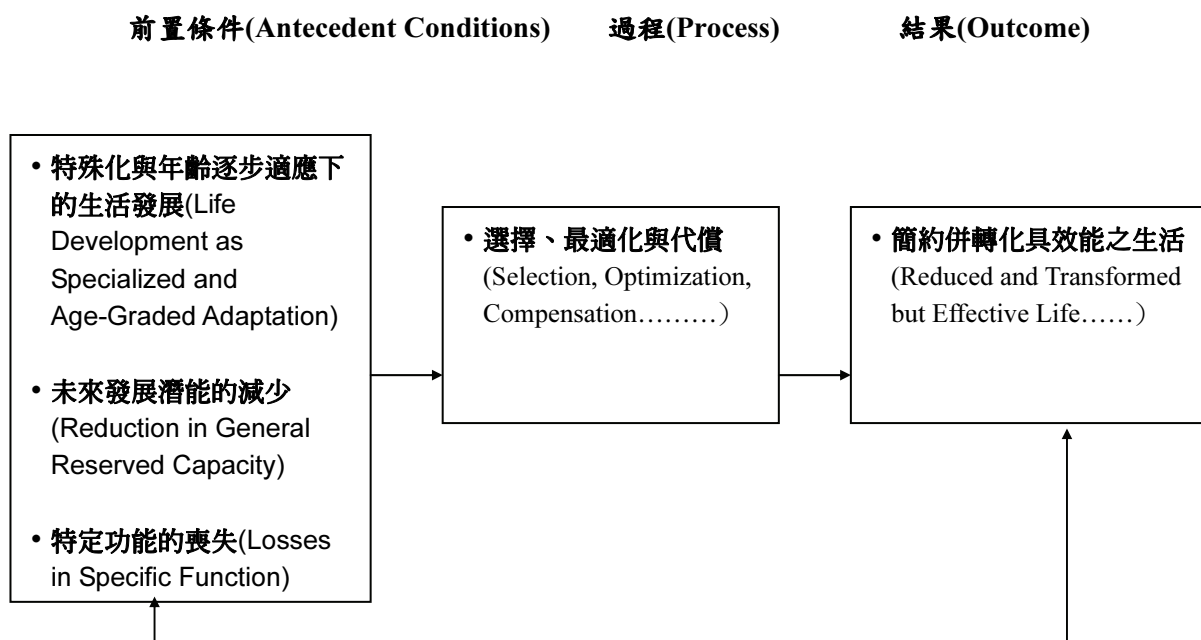 前置條件(Antecedent Conditions) 過程(Process) 結果(Outcome)
• 特殊化與年齡逐步適應下
的生活發展(Life
Development as
Specialized and
Age-Graded Adaptation)
• 未來發展潛能的減少
(Reduction in General
Reserved Capacity)
• 特定功能的喪失(Losses
in Specific Function)
• 選擇、最適化與代償
(Selection, Optimization,
Compensation………)
• 簡約併轉化具效能之生活
(Reduced and Transformed
but Effective Life……)